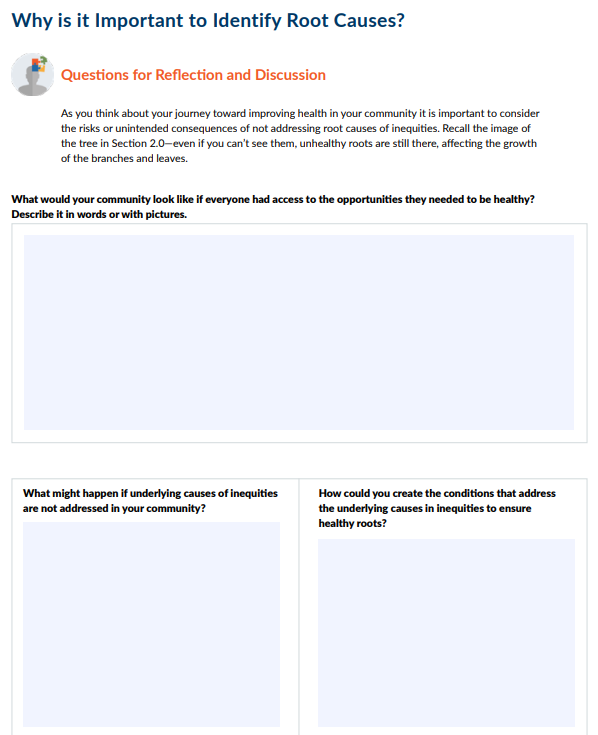 Why is it Important to Identify Root Causes?
Questions for Reflection and Discussion
As you think about your journey toward improving health in your community it is important to consider
the risks or unintended consequences of not addressing root causes of inequities. Recall the image of
the tree in Section 2.0—even if you can't see them, unhealthy roots are still there, affecting the growth
of the branches and leaves.
What would your community look like if everyone had access to the opportunities they needed to be healthy?
Describe it in words or with pictures.
What might happen if underlying causes of inequities
are not addressed in your community?
How could you create the conditions that address
the underlying causes in inequities to ensure
healthy roots?